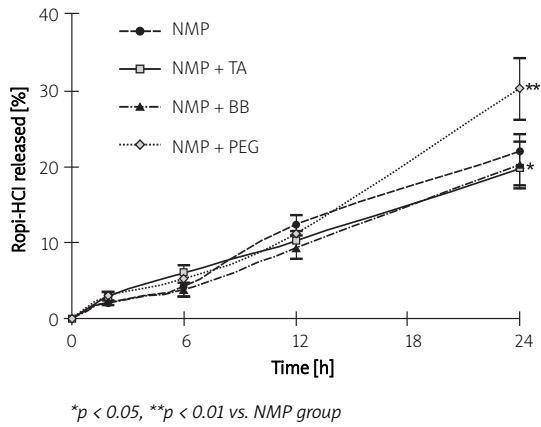 40
NMP
NMP + TA
30
NMP + BB
**
NMP + PEG
Ropi-HCl released [%]
20
*
10
0
0 6 12 18 24
Time [h]
*p < 0.05, **p < 0.01 vs. NMP group